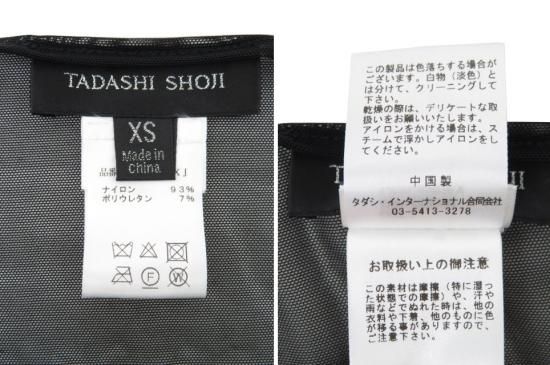 TADASHI SHOJI
XS
Made in
China
ナイロン 93%
ポリウレタン 7%
F
W
この製品は色落ちする場合が
ございます。白物（淡色）と
は分けて、クリーニングして
下さい。
乾燥の際は、デリケートな取
扱いをお願いいたします。
アイロンをかける場合は、ス
チームで浮かしアイロンをし
てください。
中国製
タダシ・インターナショナル合同会社
03-5413-3278
TADASHI SHOJI
お取扱い上の御注意
この素材は摩擦（特に湿っ
た状態での摩擦）や、汗や
雨などでぬれた時は、他の
衣料や下着、他のものに色
が移る事がありますので、
ご注意下さい。